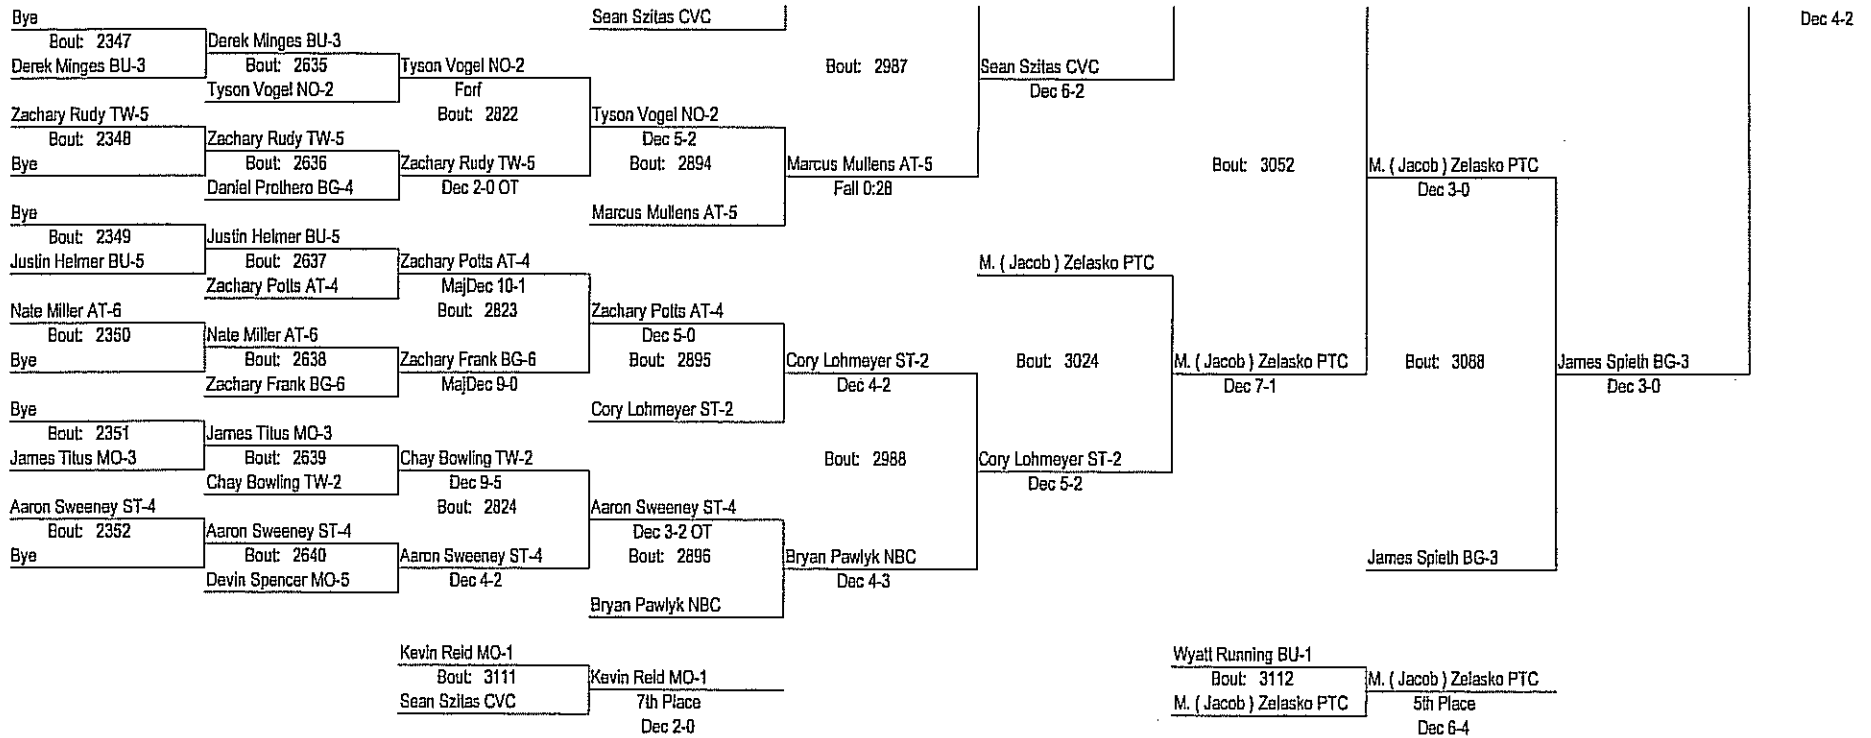 Bye
Bout: 2347
Derek Minges BU-3
Zachary Rudy TW-5
Bout: 2348
Bye
Bye
Bout: 2349
Justin Helmer BU-5
Nate Miller AT-6
Bout: 2350
Bye
Bye
Bout: 2351
James Titus MO-3
Aaron Sweeney ST-4
Bout: 2352
Bye
Derek Minges BU-3
Bout: 2635
Tyson Vogel NO-2
Zachary Rudy TW-5
Bout: 2636
Daniel Prothero BG-4
Justin Helmer BU-5
Bout: 2637
Zachary Potts AT-4
Nate Miller AT-6
Bout: 2638
Zachary Frank BG-6
James Titus MO-3
Bout: 2639
Chay Bowling TW-2
Aaron Sweeney ST-4
Bout: 2640
Devin Spencer MO-5
Tyson Vogel NO-2
Forf
Bout: 2822
Zachary Rudy TW-5
Dec 2-0 OT
Zachary Potts AT-4
MajDec 10-1
Bout: 2823
Zachary Frank BG-6
MajDec 9-0
Chay Bowling TW-2
Dec 9-5
Bout: 2824
Aaron Sweeney ST-4
Dec 4-2
Sean Szitas CVC
Tyson Vogel NO-2
Dec 5-2
Bout: 2894
Marcus Mullens AT-5
Zachary Potts AT-4
Dec 5-0
Bout: 2895
Cory Lohmeyer ST-2
Aaron Sweeney ST-4
Dec 3-2 OT
Bout: 2896
Bryan Pawlyk NBC
Bout: 2987
Marcus Mullens AT-5
Fall 0:28
Cory Lohmeyer ST-2
Dec 4-2
Bout: 2988
Bryan Pawlyk NBC
Dec 4-3
Sean Szitas CVC
Dec 6-2
M. ( Jacob ) Zelasko PTC
Bout: 3024
Cory Lohmeyer ST-2
Dec 5-2
Bout: 3052
M. ( Jacob ) Zelasko PTC
Dec 7-1
M. ( Jacob ) Zelasko PTC
Dec 3-0
Bout: 3088
James Spieth BG-3
James Spieth BG-3
Dec 3-0
Dec 4-2
Kevin Reid MO-1
Bout: 3111
Sean Szitas CVC
Kevin Reid MO-1
7th Place
Dec 2-0
Wyatt Running BU-1
Bout: 3112
M. ( Jacob ) Zelasko PTC
M. ( Jacob ) Zelasko PTC
5th Place
Dec 6-4